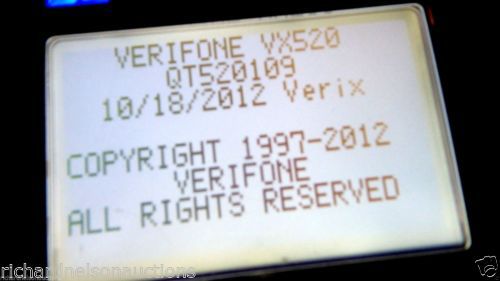 VERIFONE VX520
QT520109
10/18/2012 Verix
COPYRIGHT 1997-2012
VERIFONE
ALL RIGHTS RESERVED
richardnelsonauctions